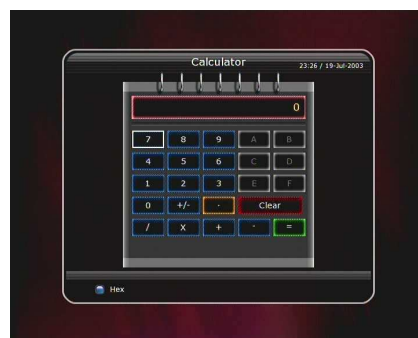 Calculator
23:26 / 19-Jul-2003
0
7 8 9 A B
4 5 6 C D
1 2 3 E F
0 +/- . Clear
/ X + - =
Hex